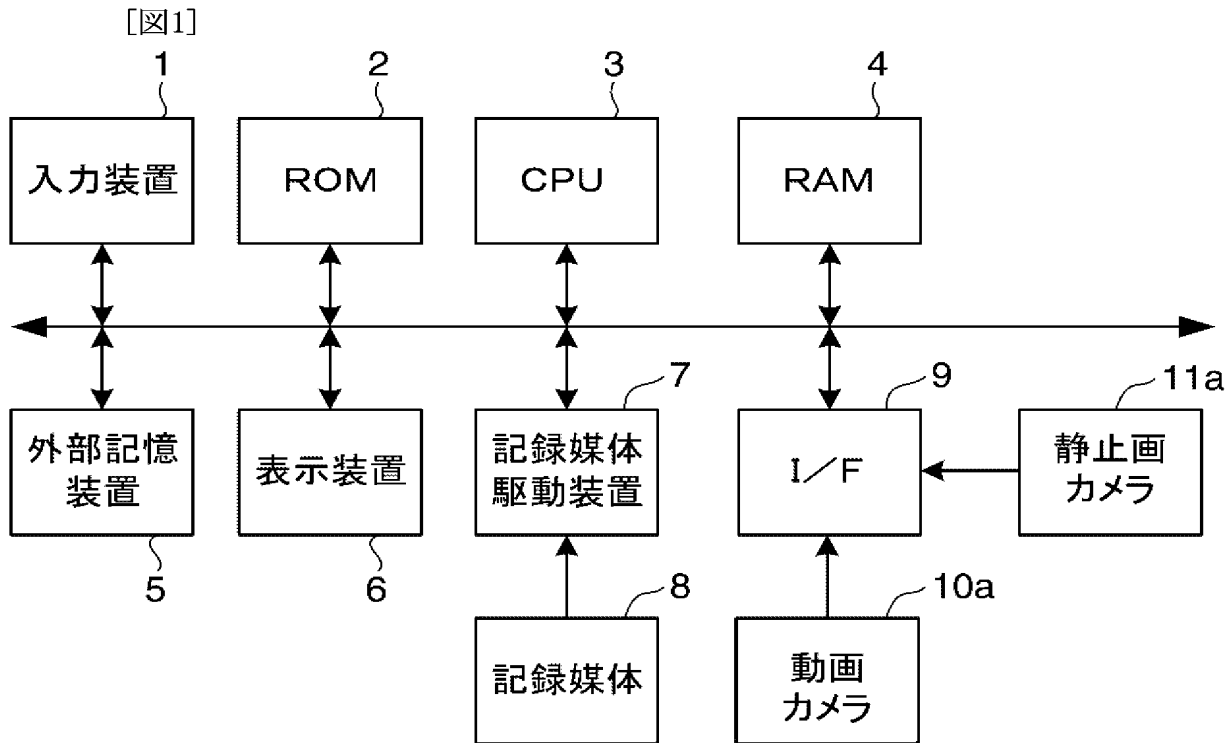 [図1]
1
2
3
4
入力装置
ROM
CPU
RAM
7
9
11a
外部記憶
装置
表示装置
記録媒体
駆動装置
I/F
静止画
カメラ
5
6
8
10a
記録媒体
動画
カメラ